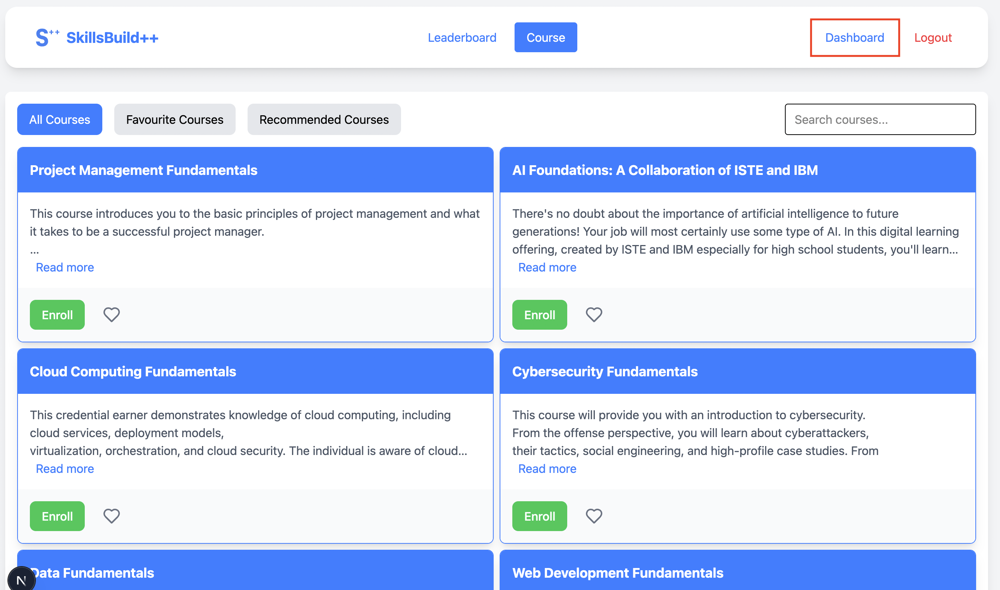 S++ SkillsBuild++
Leaderboard
Course
Dashboard
Logout
All Courses
Favourite Courses
Recommended Courses
Search courses...
Project Management Fundamentals
This course introduces you to the basic principles of project management and what
it takes to be a successful project manager.
...
Read more
Enroll
AI Foundations: A Collaboration of ISTE and IBM
There's no doubt about the importance of artificial intelligence to future
generations! Your job will most certainly use some type of AI. In this digital learning
offering, created by ISTE and IBM especially for high school students, you'll learn...
Read more
Enroll
Cloud Computing Fundamentals
This credential earner demonstrates knowledge of cloud computing, including
cloud services, deployment models,
virtualization, orchestration, and cloud security. The individual is aware of cloud...
Read more
Enroll
Cybersecurity Fundamentals
This course will provide you with an introduction to cybersecurity.
From the offense perspective, you will learn about cyberattackers,
their tactics, social engineering, and high-profile case studies. From
Read more
Enroll
Data Fundamentals
Web Development Fundamentals
N